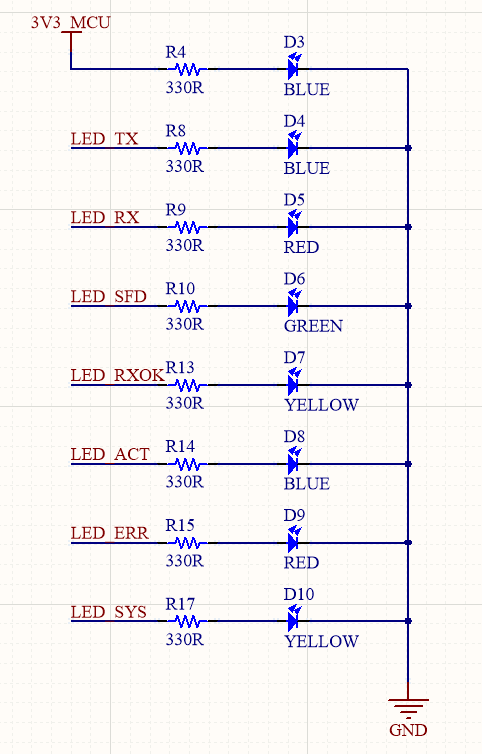 3V3_MCU
R4
330R
D3
BLUE
LED_TX
R8
330R
D4
BLUE
LED_RX
R9
330R
D5
RED
LED_SFD
R10
330R
D6
GREEN
LED_RXOK
R13
330R
D7
YELLOW
LED_ACT
R14
330R
D8
BLUE
LED_ERR
R15
330R
D9
RED
LED_SYS
R17
330R
D10
YELLOW
GND